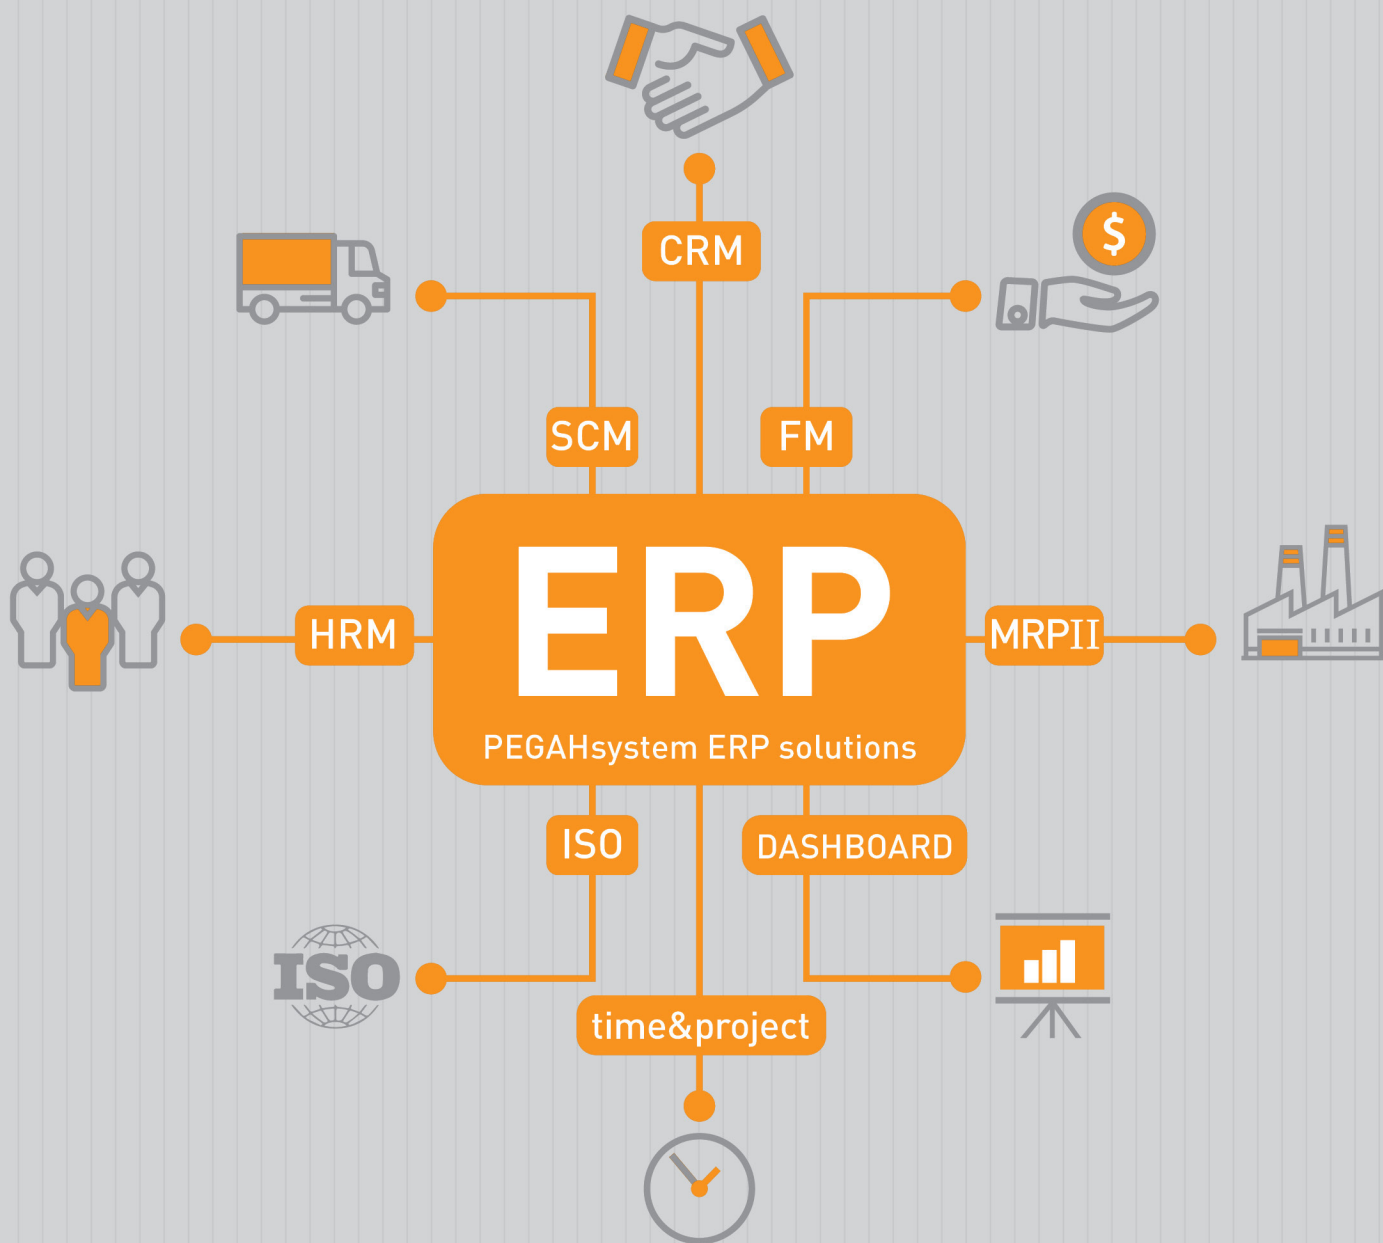 $
CRM
SCM
FM
ERP
PEGAHsystem ERP solutions
HRM
MRPII
ISO
DASHBOARD
ISO
time&project